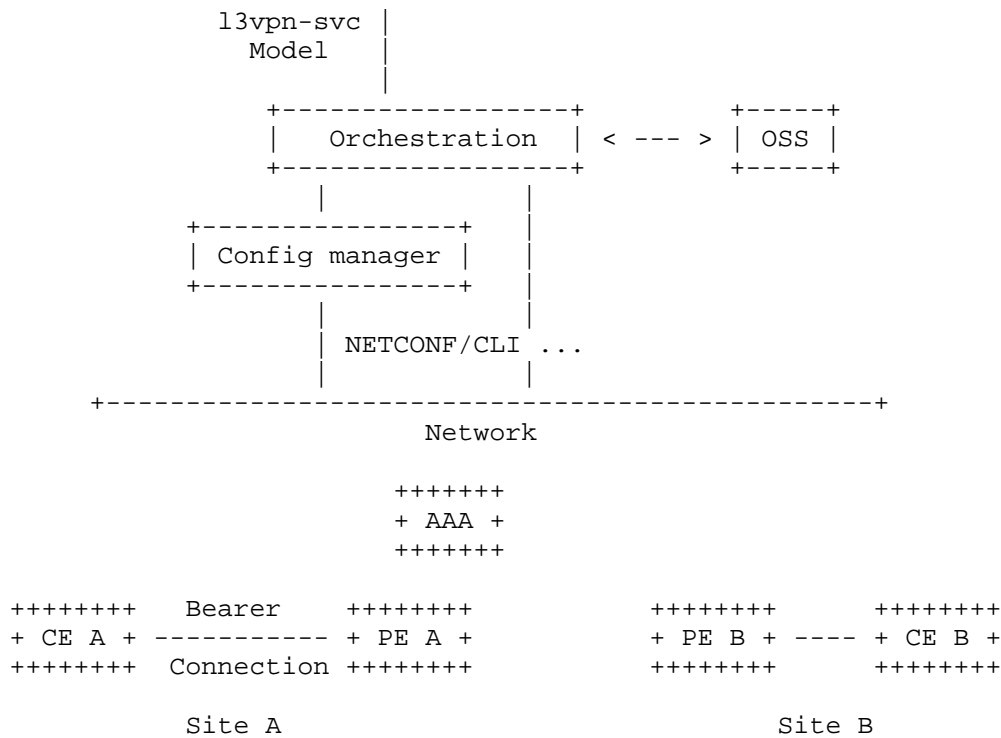 l3vpn-svc |
Model |
|
+------------------+ +-----+
| Orchestration | < --- > | OSS |
+------------------+ +-----+
| |
+----------------+ |
| Config manager | |
+----------------+ |
| |
| NETCONF/CLI ...
| |
+------------------------------------------------+
Network
+++++++
+ AAA +
+++++++
++++++++ Bearer ++++++++ ++++++++ ++++++++
+ CE A + ----------- + PE A + + PE B + ---- + CE B +
++++++++ Connection ++++++++ ++++++++ ++++++++
Site A Site B